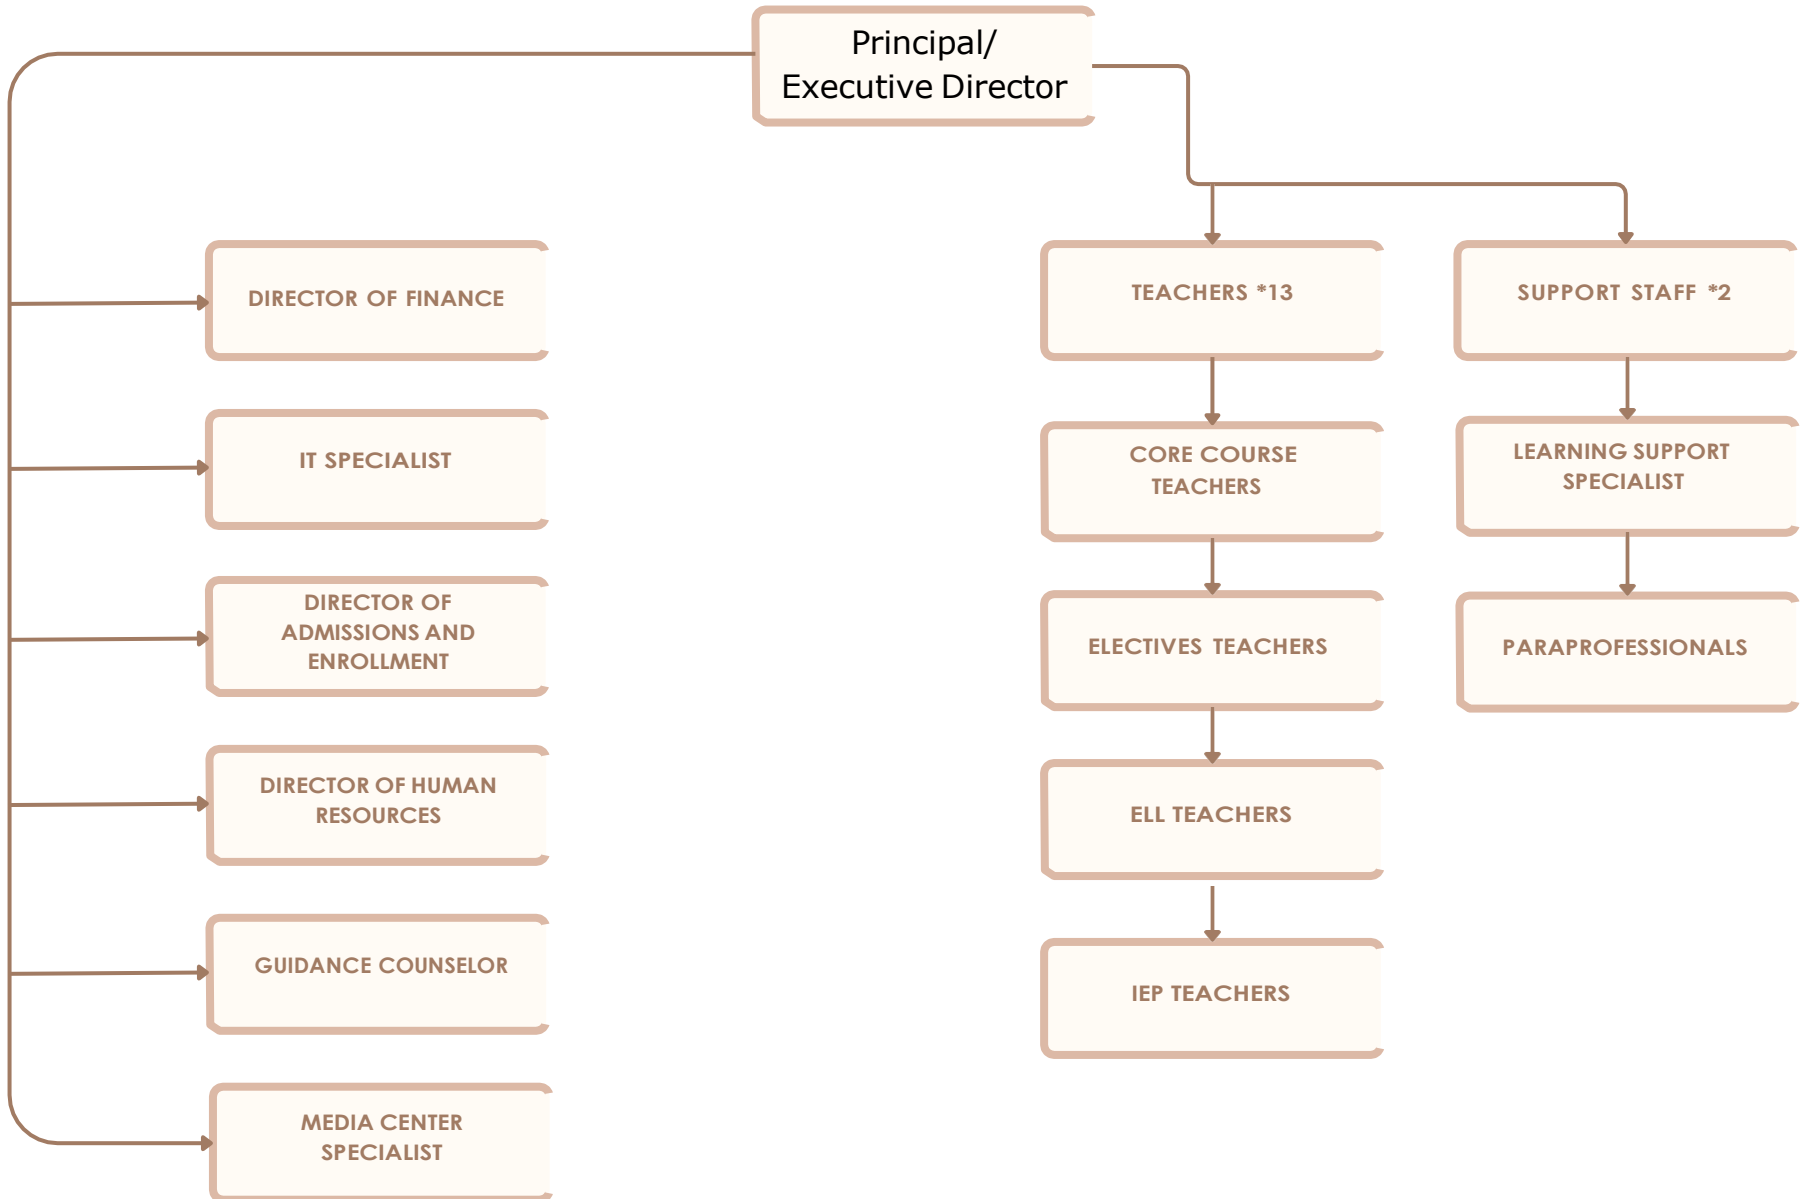 Principal/
Executive Director
DIRECTOR OF FINANCE
IT SPECIALIST
DIRECTOR OF
ADMISSIONS AND
ENROLLMENT
DIRECTOR OF HUMAN
RESOURCES
GUIDANCE COUNSELOR
MEDIA CENTER
SPECIALIST
TEACHERS *13
CORE COURSE
TEACHERS
ELECTIVES TEACHERS
ELL TEACHERS
IEP TEACHERS
SUPPORT STAFF *2
LEARNING SUPPORT
SPECIALIST
PARAPROFESSIONALS